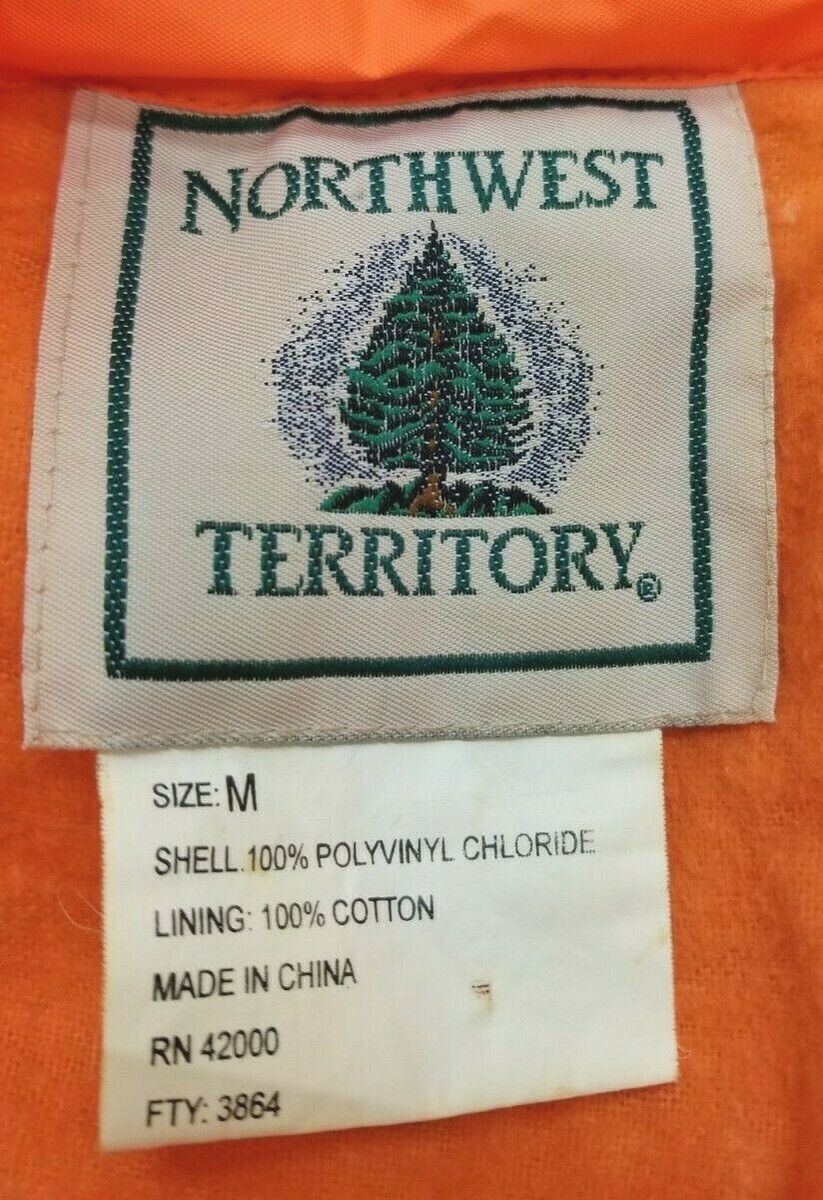 NORTHWEST
TERRITORY®
SIZE: M
SHELL.100% POLYVINYL CHLORIDE
LINING: 100% COTTON
MADE IN CHINA
RN 42000
FTY: 3864